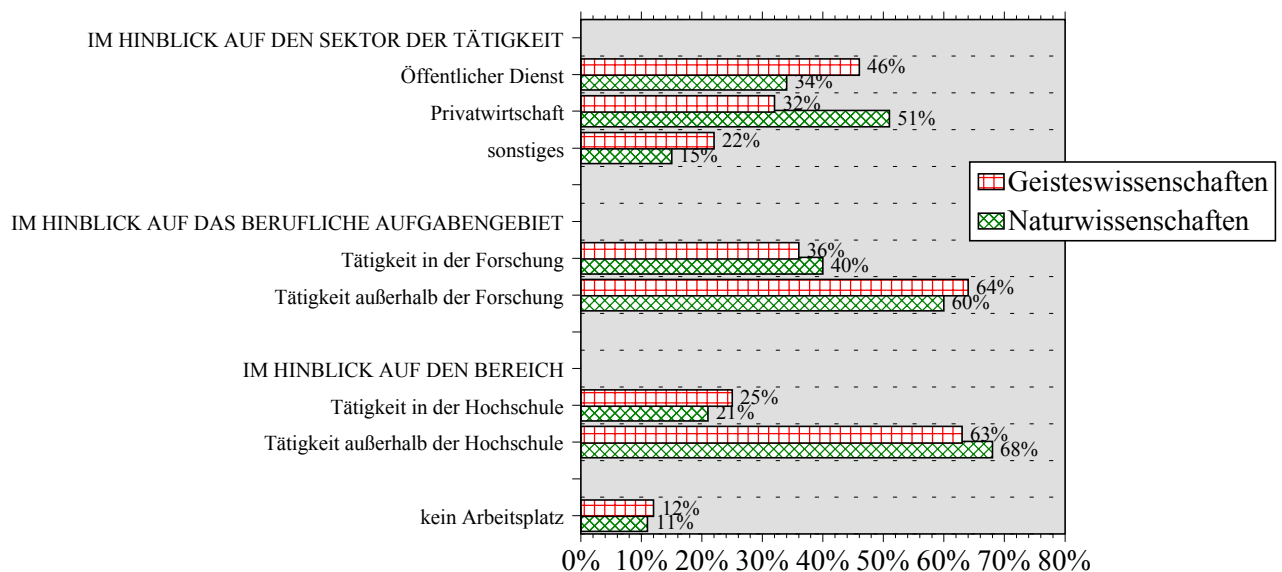 IM HINBLICK AUF DEN SEKTOR DER TÄTIGKEIT
Öffentlicher Dienst
46%
34%
Privatwirtschaft
32%
51%
sonstiges
22%
15%
Geisteswissenschaften
Naturwissenschaften
IM HINBLICK AUF DAS BERUFLICHE AUFGABENGEBIET
Tätigkeit in der Forschung
36%
40%
Tätigkeit außerhalb der Forschung
64%
60%
IM HINBLICK AUF DEN BEREICH
Tätigkeit in der Hochschule
25%
21%
Tätigkeit außerhalb der Hochschule
63%
68%
kein Arbeitsplatz
12%
11%
0% 10% 20% 30% 40% 50% 60% 70% 80%